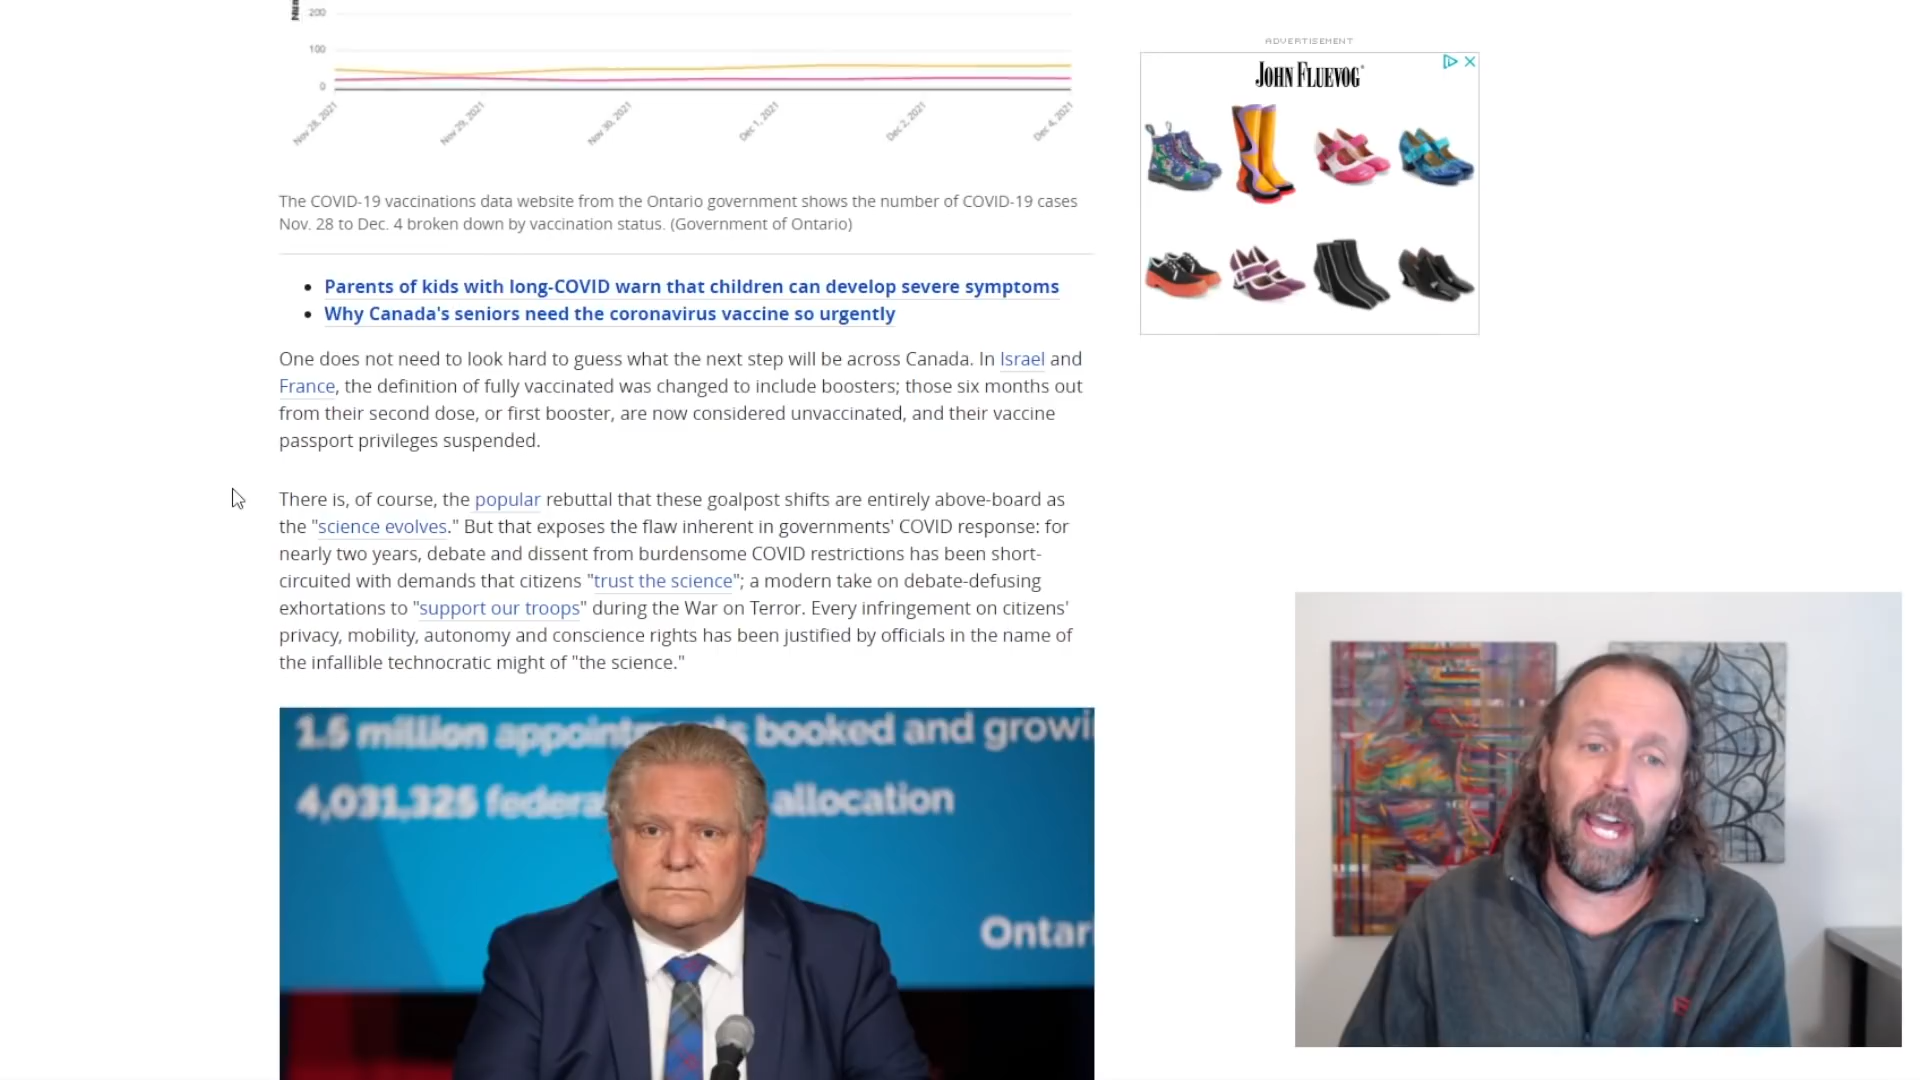 200
100
0
Nov 28, 2021
Nov 29, 2021
Nov 30, 2021
Dec 1, 2021
Dec 2, 2021
Dec 4, 2021
The COVID-19 vaccinations data website from the Ontario government shows the number of COVID-19 cases
Nov. 28 to Dec. 4 broken down by vaccination status. (Government of Ontario)
Parents of kids with long-COVID warn that children can develop severe symptoms
Why Canada's seniors need the coronavirus vaccine so urgently
One does not need to look hard to guess what the next step will be across Canada. In Israel and
France, the definition of fully vaccinated was changed to include boosters; those six months out
from their second dose, or first booster, are now considered unvaccinated, and their vaccine
passport privileges suspended.
There is, of course, the popular rebuttal that these goalpost shifts are entirely above-board as
the "science evolves." But that exposes the flaw inherent in governments' COVID response: for
nearly two years, debate and dissent from burdensome COVID restrictions has been short-
circuited with demands that citizens "trust the science"; a modern take on debate-defusing
exhortations to "support our troops" during the War on Terror. Every infringement on citizens'
privacy, mobility, autonomy and conscience rights has been justified by officials in the name of
the infallible technocratic might of "the science."
1.5 million booked and
4,031,325 allocation
ADVERTISEMENT
JOHN FLUEVOG